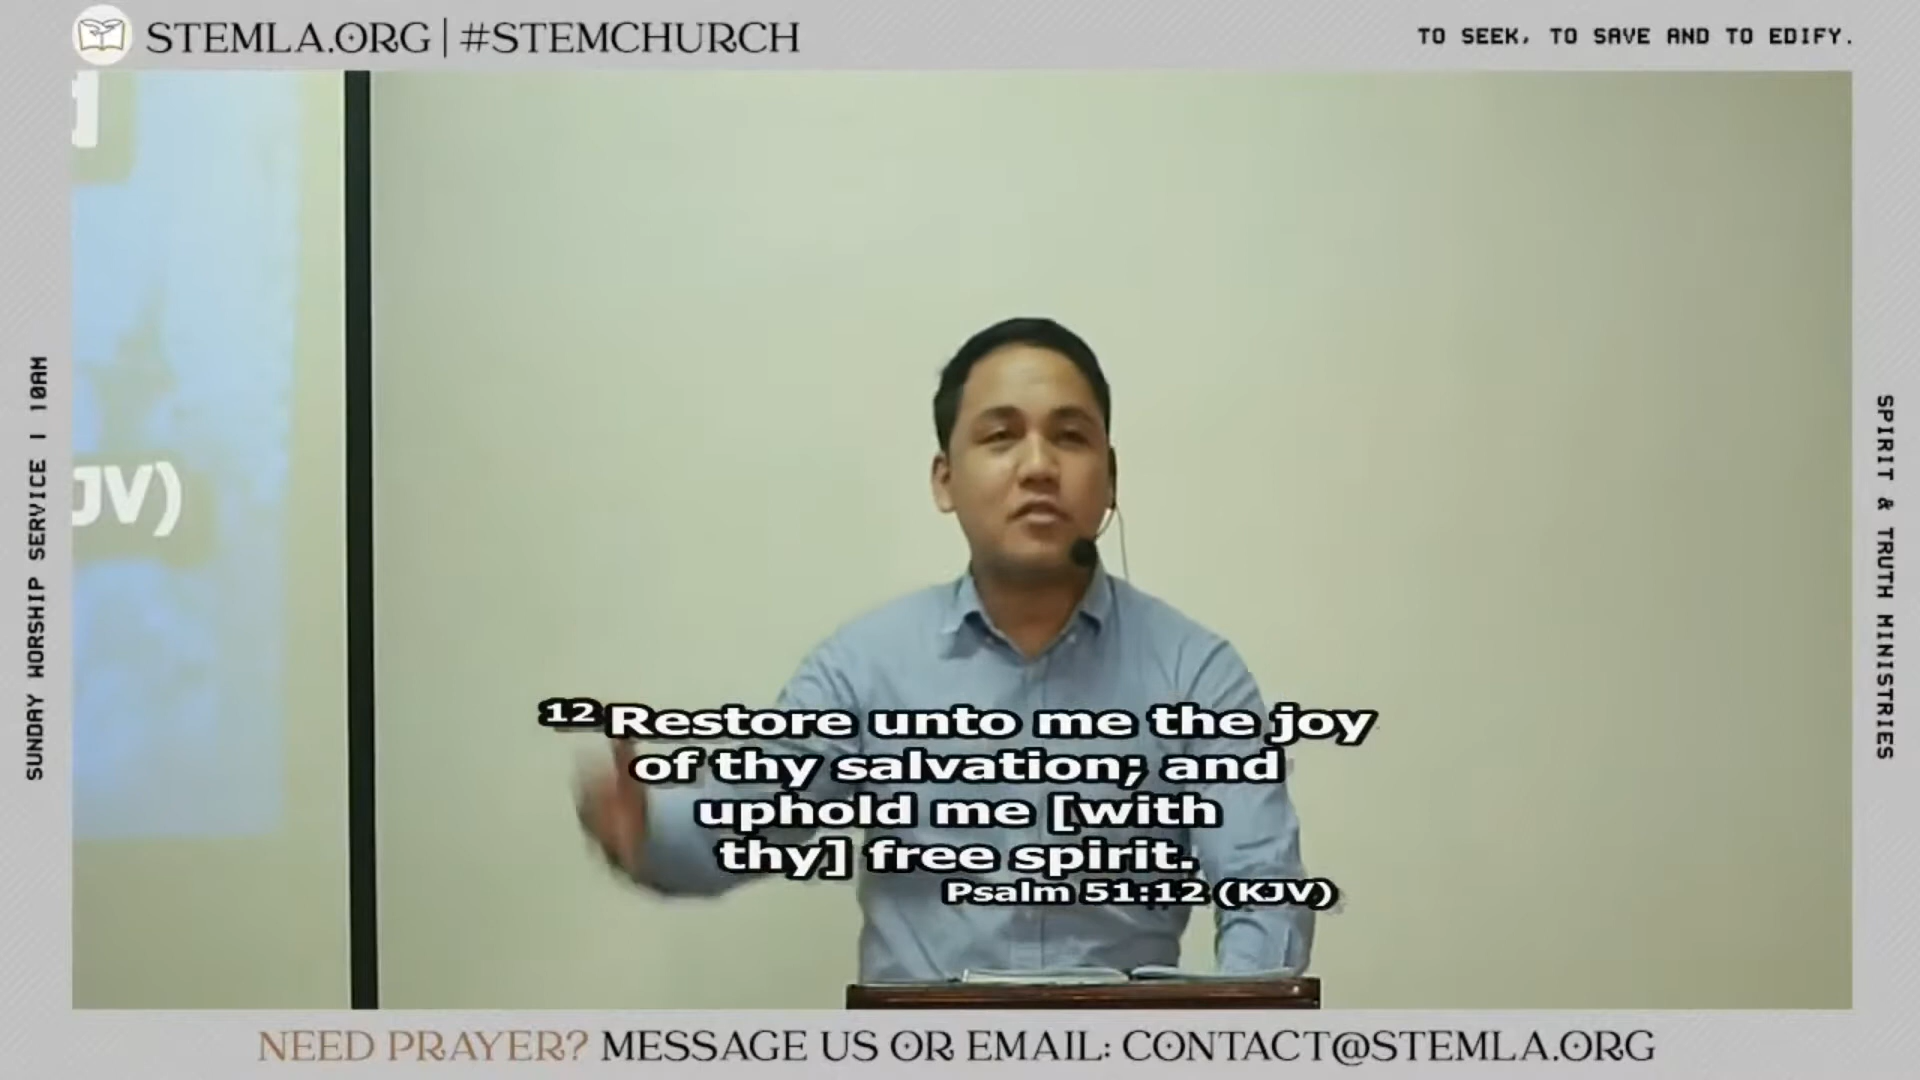 STEMLA.ORG | #STEMCHURCH
TO SEEK, TO SAVE AND TO EDIFY.
SUNDAY WORSHIP SERVICE | 10AM
JV)
12 Restore unto me the joy
of thy salvation; and
uphold me [with
thy] free spirit.
Psalm 51:12 (KJV)
SPIRIT & TRUTH MINISTRIES
NEED PRAYER? MESSAGE US OR EMAIL: CONTACT@STEMLA.ORG